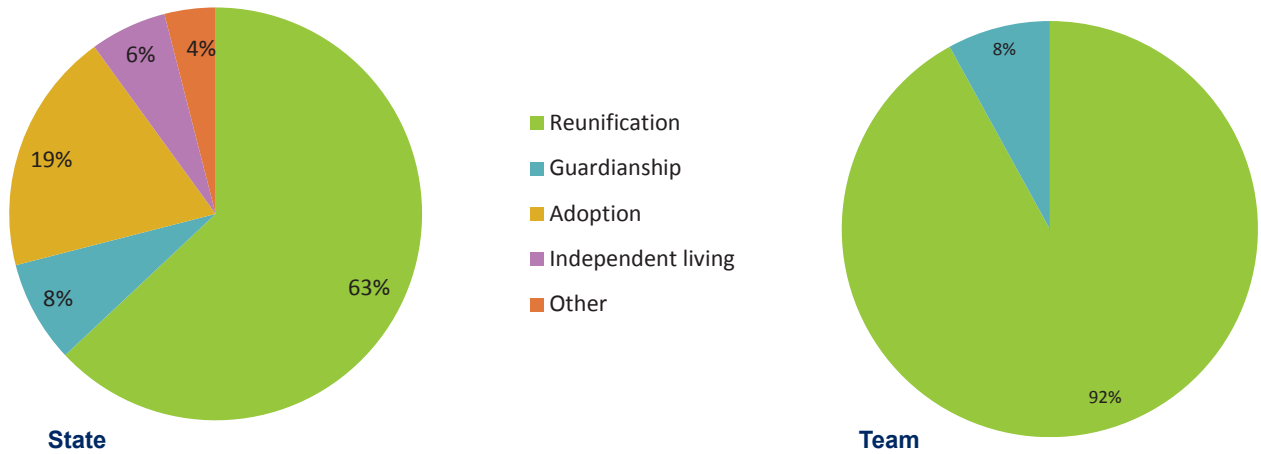 6%
4%
19%
8%
63%
State
Reunification
Guardianship
Adoption
Independent living
Other
8%
92%
Team